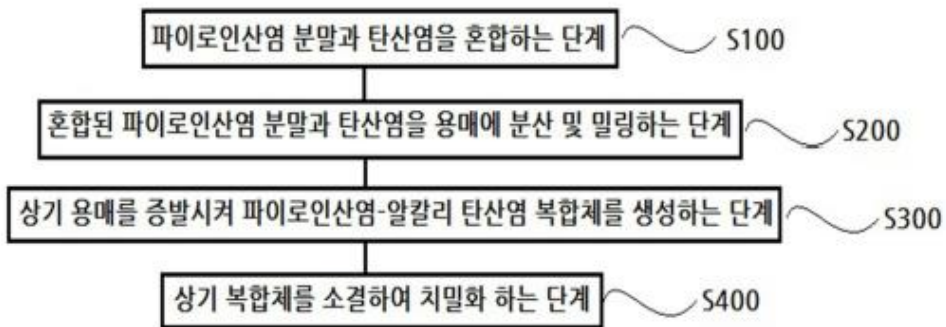 파이로인산염 분말과 탄산염을 혼합하는 단계 S100
혼합된 파이로인산염 분말과 탄산염을 용매에 분산 및 밀링하는 단계 S200
상기 용매를 증발시켜 파이로인산염-알칼리 탄산염 복합체를 생성하는 단계 S300
상기 복합체를 소결하여 치밀화 하는 단계 S400